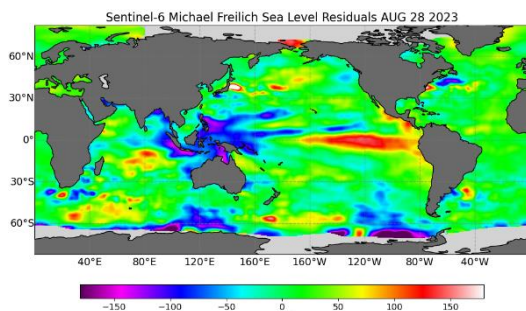 Sentinel-6 Michael Freilich Sea Level Residuals AUG 28 2023
60°N
30°N
0°
30°S
60°S
40°E 80°E 120°E 160°E 160°W 120°W 80°W 40°W
−150 −100 −50 0 50 100 150